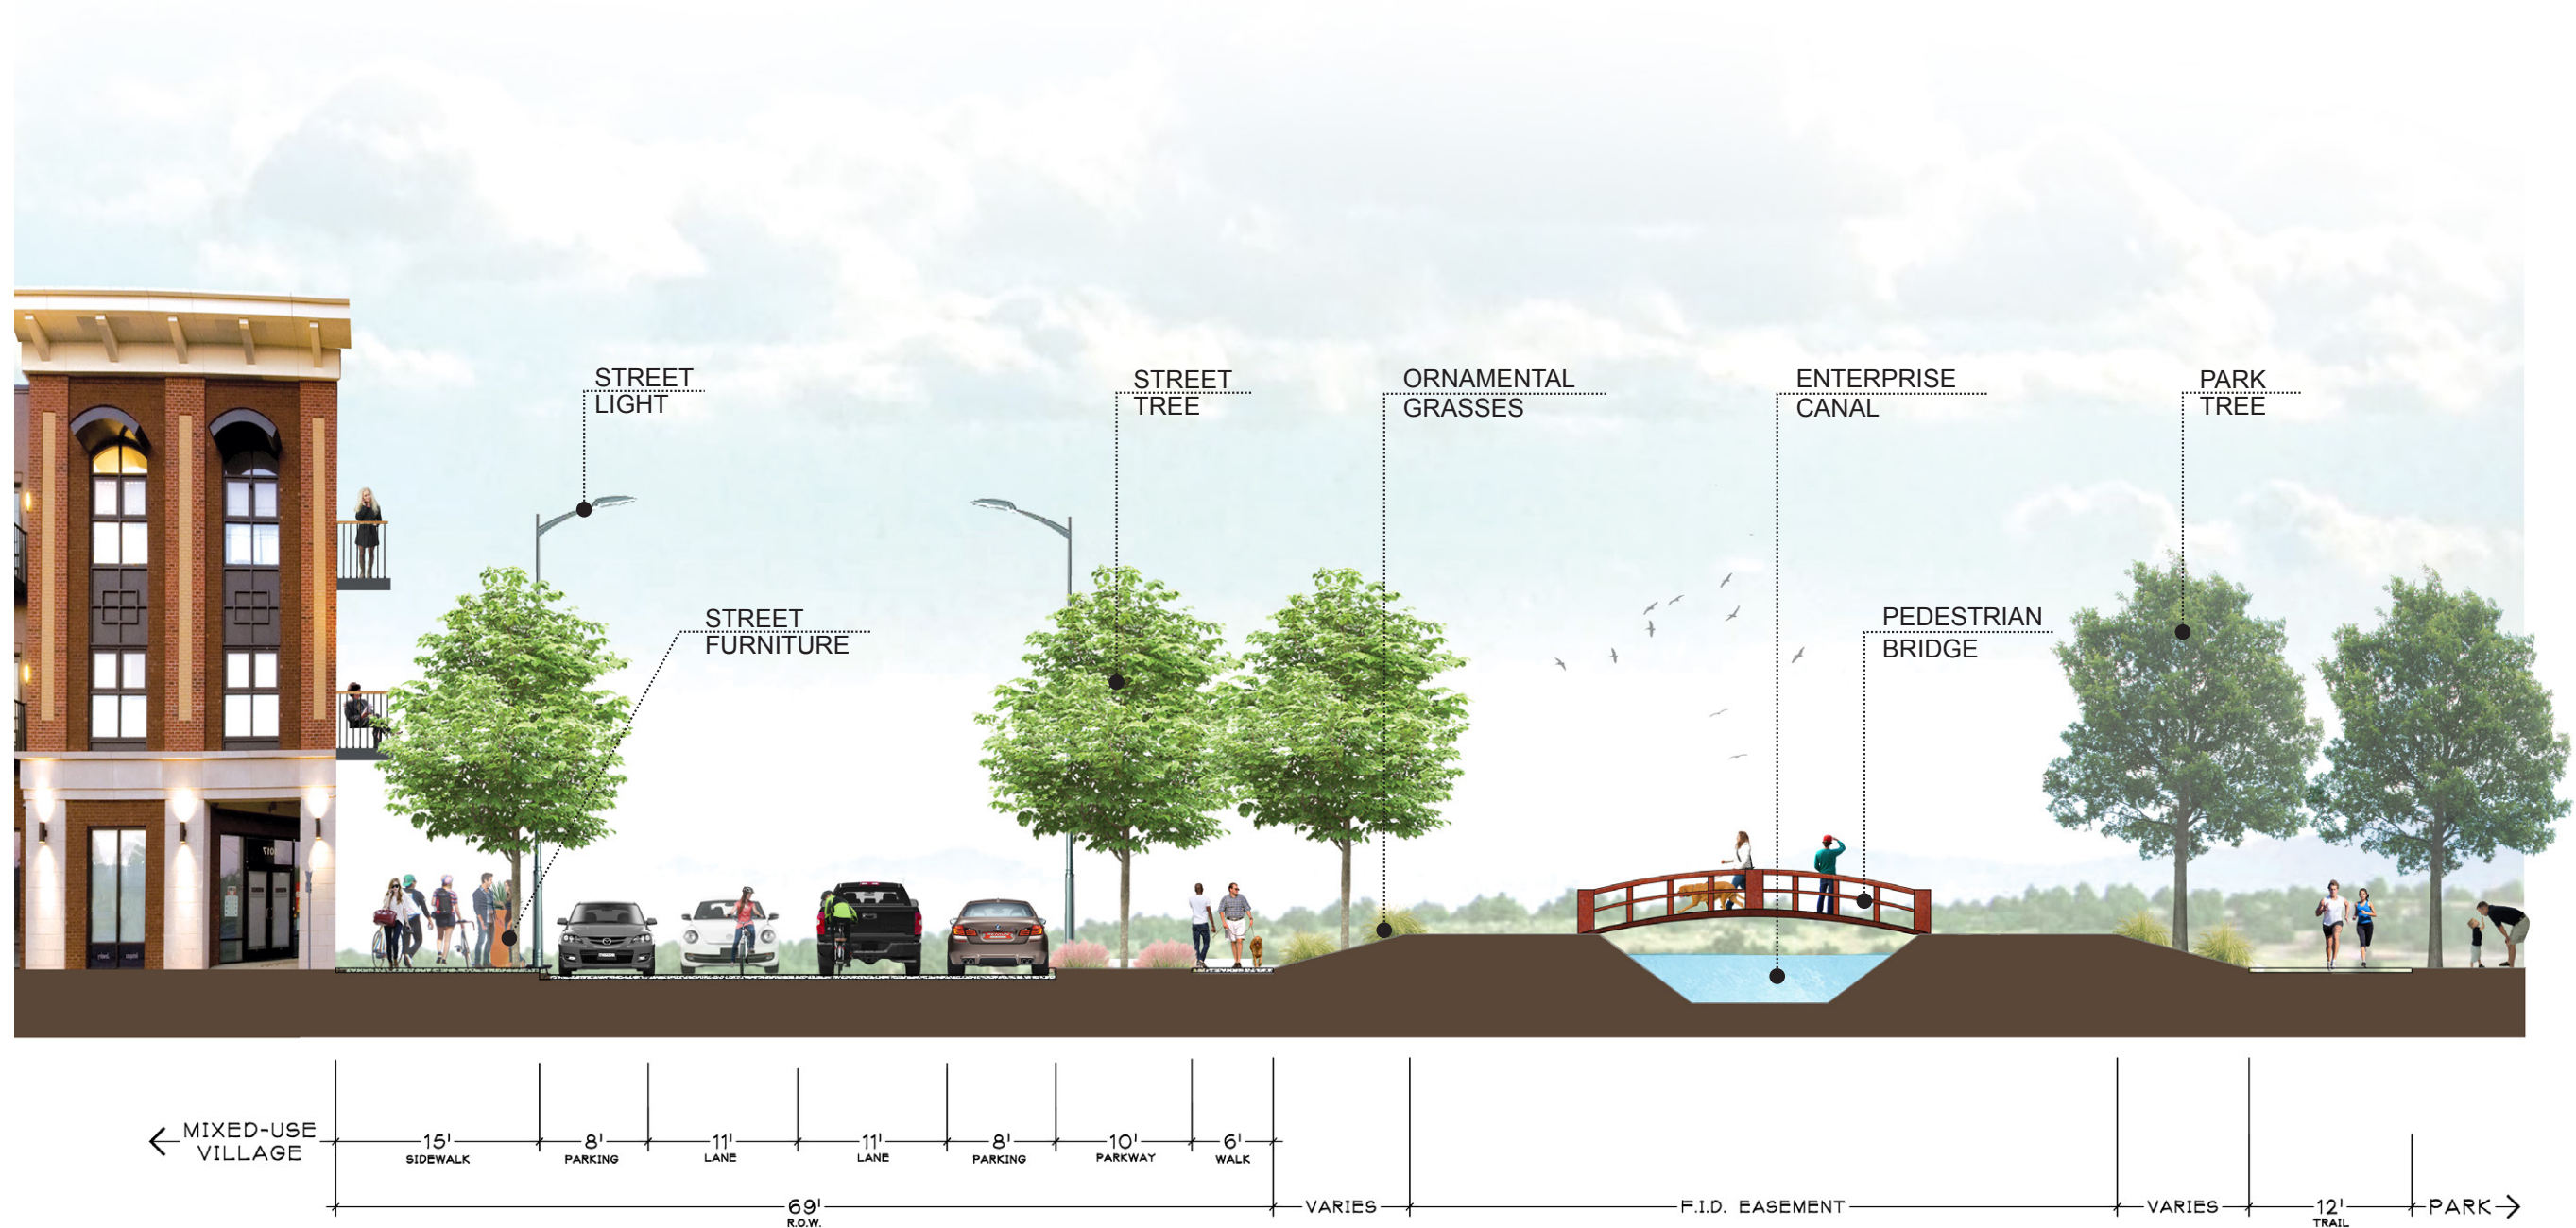 STREET
LIGHT
STREET
TREE
ORNAMENTAL
GRASSES
ENTERPRISE
CANAL
PARK
TREE
STREET
FURNITURE
PEDESTRIAN
BRIDGE
MIXED-USE
VILLAGE
15'
SIDEWALK
8'
PARKING
11'
LANE
11'
LANE
8'
PARKING
10'
PARKWAY
6'
WALK
69'
R.O.W.
VARIES
F.I.D. EASEMENT
VARIES
12'
TRAIL
PARK